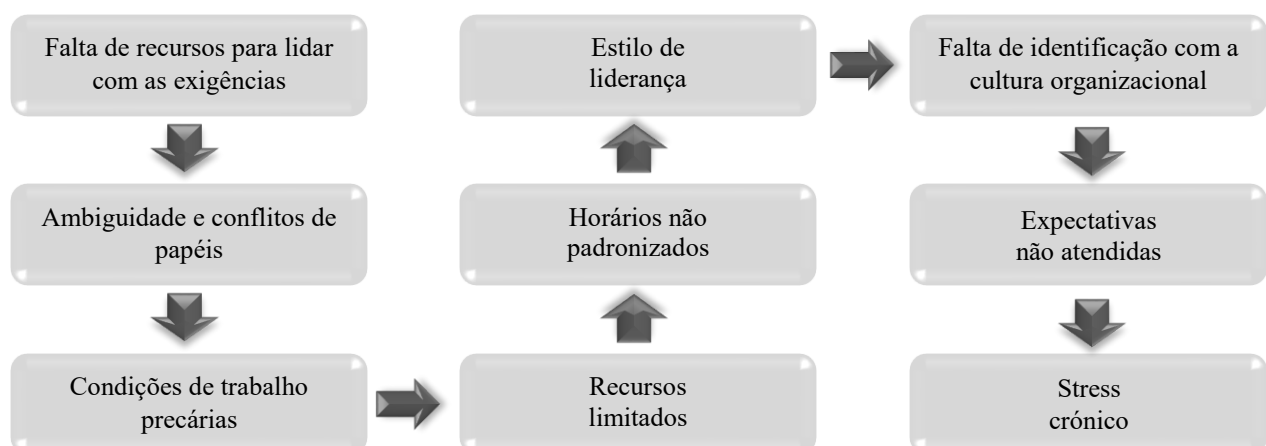 Falta de recursos para lidar
com as exigências
Ambiguidade e conflitos de
papéis
Condições de trabalho
precárias
Recursos
limitados
Horários não
padronizados
Estilo de
liderança
Falta de identificação com a
cultura organizacional
Expectativas
não atendidas
Stress
crónico